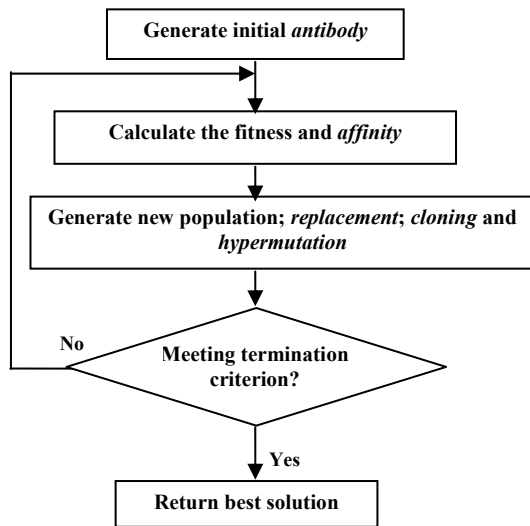 Generate initial antibody
Calculate the fitness and affinity
Generate new population; replacement; cloning and
hypermutation
No
Meeting termination
criterion?
Yes
Return best solution